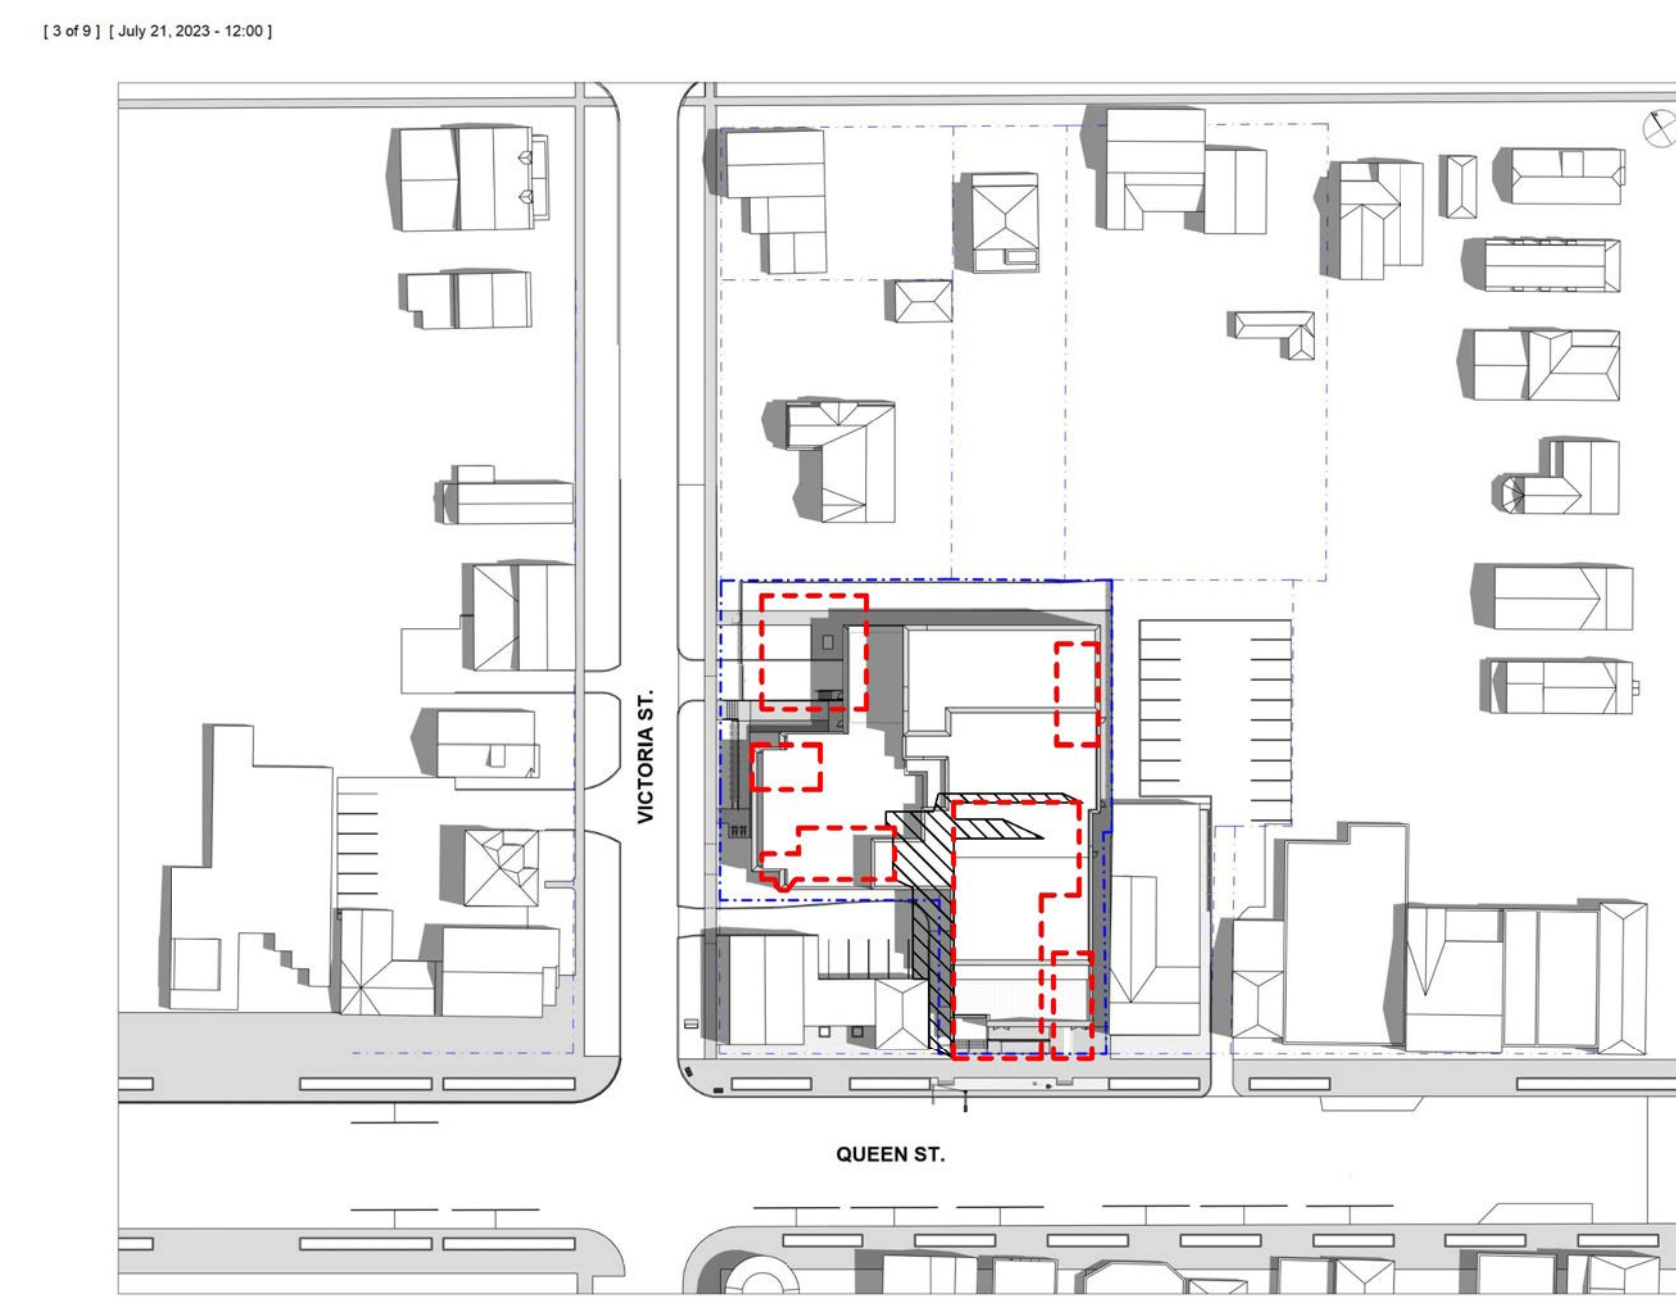 [ 3 of 9 ] [ July 21, 2023 - 12:00 ]
VICTORIA ST.
QUEEN ST.